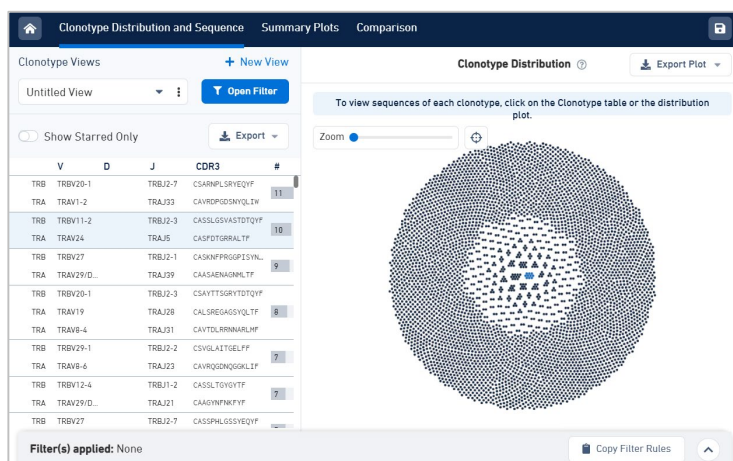 Clonotype Distribution and Sequence Summary Plots Comparison
Clonotype Views + New View
Untitled View Open Filter
Show Starred Only Export
V D J CDR3 #
TRB TRBV20-1 TRBJ2-7 CSARNPLSRYEQYF
11
TRA TRAV1-2 TRAJ33 CAVRDPGDSNYQLIW
TRB TRBV11-2 TRBJ2-3 CASSLGSVASTDTQYF
10
TRA TRAV24 TRAJ5 CASFDTGRRALTF
TRB TRBV27 TRBJ2-1 CASKNFPRGGPISYN...
9
TRA TRAV29/D... TRAJ39 CAASAENAGNMLTF
TRB TRBV20-1 TRBJ2-3 CSAYTTSGRYTDTQYF
TRA TRAV19 TRAJ28 CALSREGAGSYQLTF 8
TRA TRAV8-4 TRAJ31 CAVTDLRRNNARLMF
TRB TRBV29-1 TRBJ2-2 CSVGLAITGELFF
7
TRA TRAV8-6 TRAJ23 CAVRQGDNQGGKLIF
TRB TRBV12-4 TRBJ1-2 CASSLTGYGYTF
7
TRA TRAV29/D... TRAJ21 CAAGYNFNKFYF
TRB TRBV27 TRBJ2-7 CASSPHLGSSYEQYF
Clonotype Distribution ? Export Plot
To view sequences of each clonotype, click on the Clonotype table or the distribution
plot.
Zoom
Filter(s) applied: None Copy Filter Rules